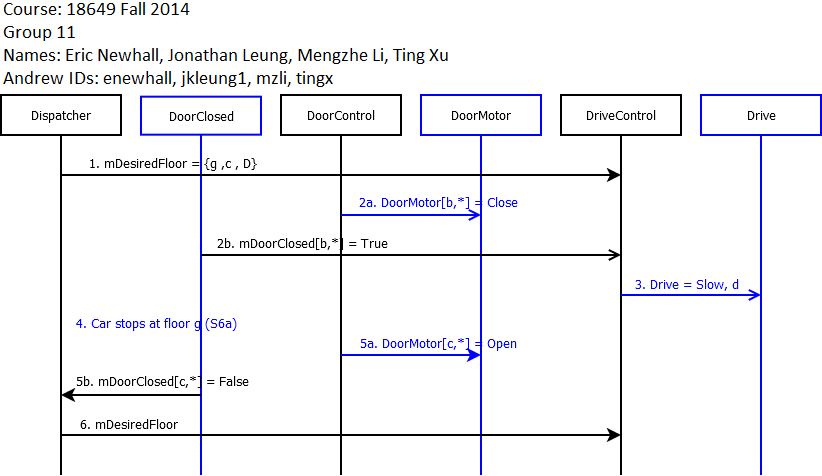 Course: 18649 Fall 2014
Group 11
Names: Eric Newhall, Jonathan Leung, Mengzhe Li, Ting Xu
Andrew IDs: enewhall, jkleung1, mzli, tingx
Dispatcher DoorClosed DoorControl DoorMotor DriveControl Drive
1. mDesiredFloor = {g ,c , D}
2a. DoorMotor[b,*] = Close
2b. mDoorClosed[b,*] = True
3. Drive = Slow, d
4. Car stops at floor g (S6a)
5a. DoorMotor[c,*] = Open
5b. mDoorClosed[c,*] = False
6. mDesiredFloor